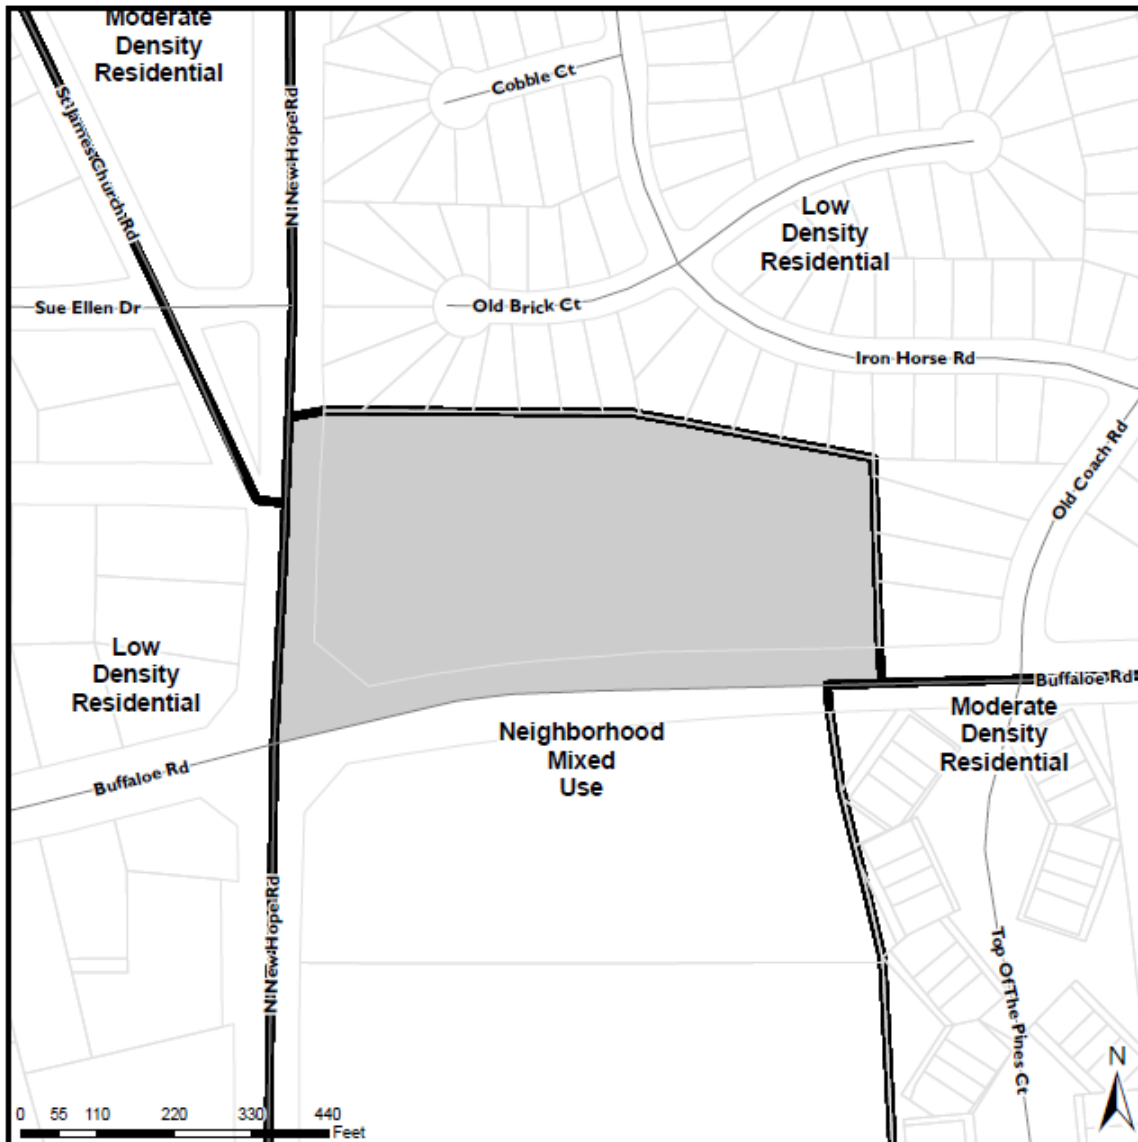 Moderate
Density
Residential
St James Church Rd
N New Hope Rd
Cobble Ct
Low
Density
Residential
Sue Ellen Dr
Old Brick Ct
Iron Horse Rd
Old Coach Rd
Low
Density
Residential
Buffaloe Rd
Neighborhood
Mixed
Use
Buffaloe Rd
Moderate
Density
Residential
N New Hope Rd
Top Of The Pines Ct
N
0 55 110 220 330 440
Feet